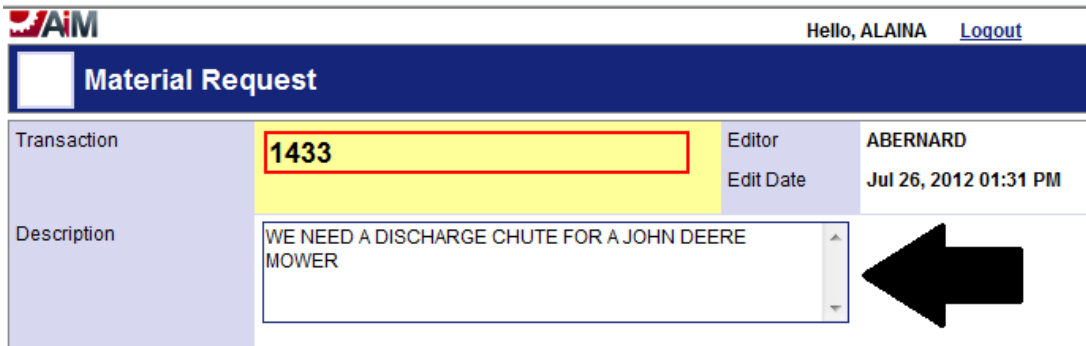 AiM
Hello, ALAINA Logout
Material Request
Transaction
1433
Editor ABERNARD
Edit Date Jul 26, 2012 01:31 PM
Description
WE NEED A DISCHARGE CHUTE FOR A JOHN DEERE
MOWER